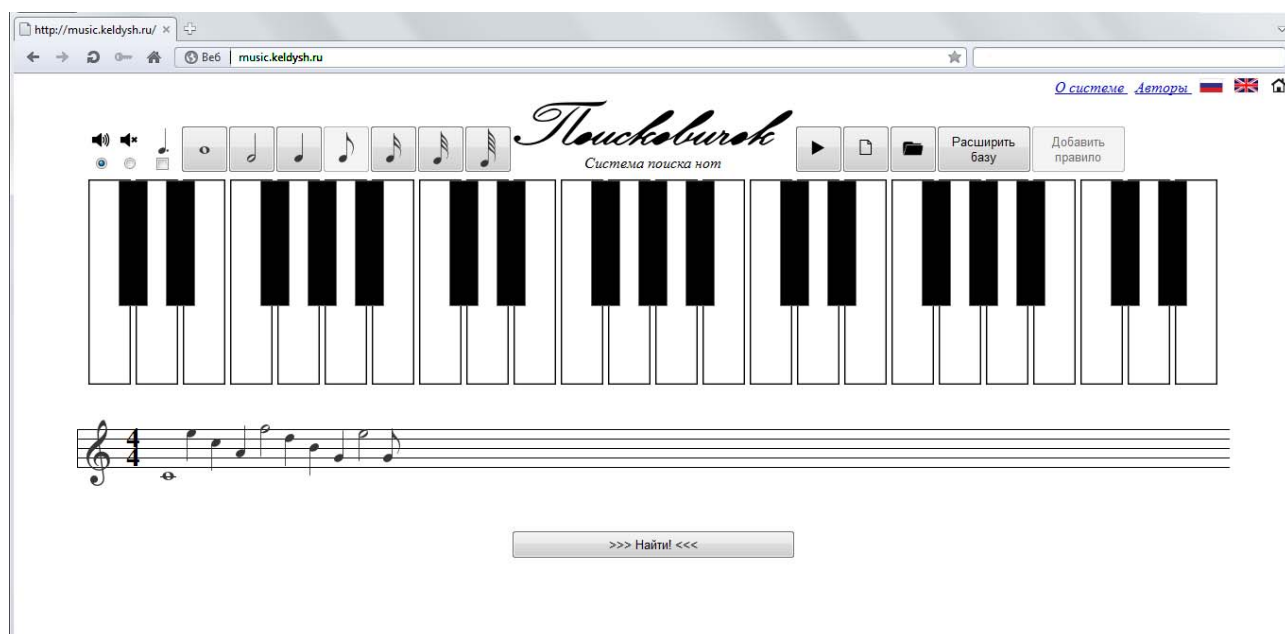 http://music.keldysh.ru/
Веб music.keldysh.ru
О системе Авторы
Поисковичок
Система поиска нот
Расширить
базу
Добавить
правило
4
4
>>> Найти! <<<